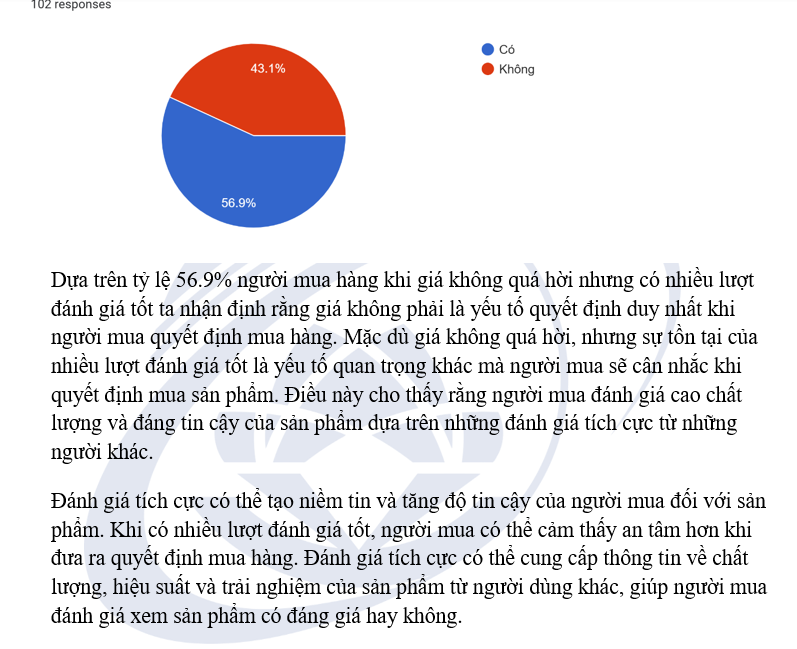 102 responses
43.1%
56.9%
Có
Không
Dựa trên tỷ lệ 56.9% người mua hàng khi giá không quá hời nhưng có nhiều lượt
đánh giá tốt ta nhận định rằng giá không phải là yếu tố quyết định duy nhất khi
người mua quyết định mua hàng. Mặc dù giá không quá hời, nhưng sự tồn tại của
nhiều lượt đánh giá tốt là yếu tố quan trọng khác mà người mua sẽ cân nhắc khi
quyết định mua sản phẩm. Điều này cho thấy rằng người mua đánh giá cao chất
lượng và đáng tin cậy của sản phẩm dựa trên những đánh giá tích cực từ những
người khác.
Đánh giá tích cực có thể tạo niềm tin và tăng độ tin cậy của người mua đối với sản
phẩm. Khi có nhiều lượt đánh giá tốt, người mua có thể cảm thấy an tâm hơn khi
đưa ra quyết định mua hàng. Đánh giá tích cực có thể cung cấp thông tin về chất
lượng, hiệu suất và trải nghiệm của sản phẩm từ người dùng khác, giúp người mua
đánh giá xem sản phẩm có đáng giá hay không.